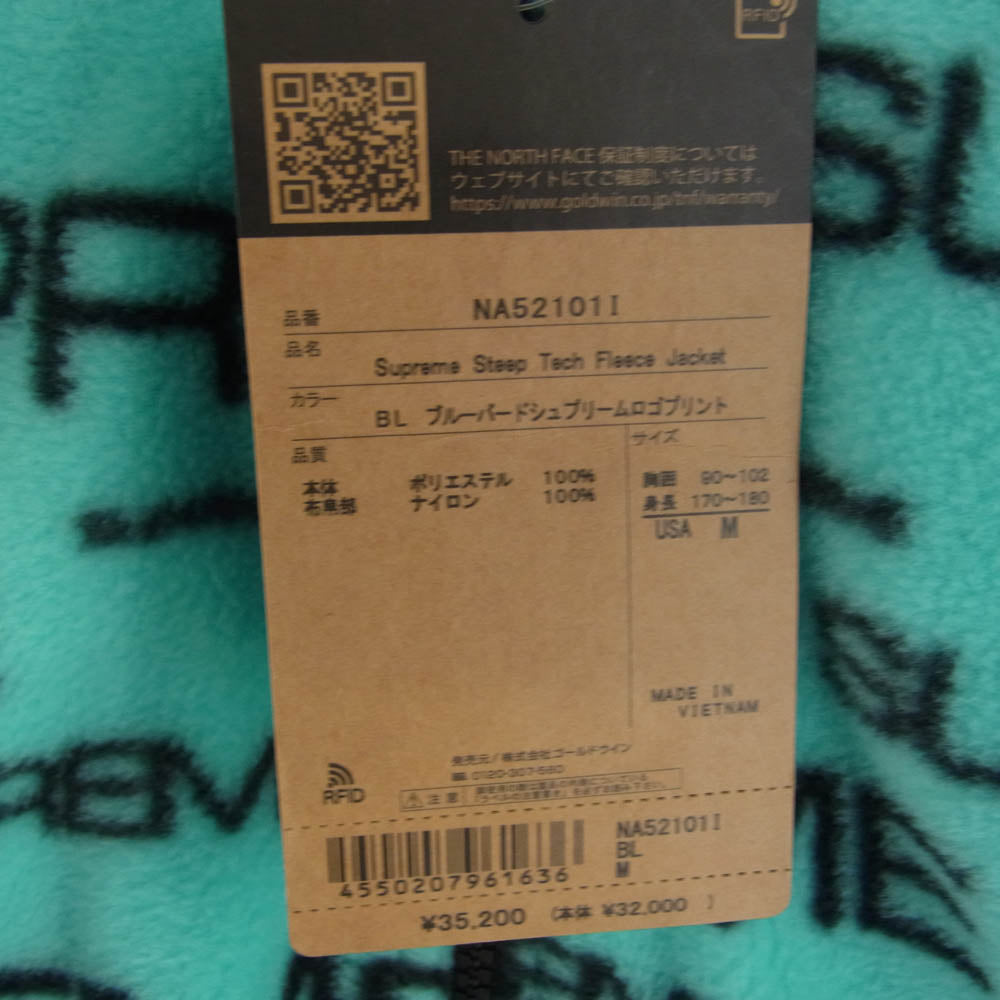 RFID
THE NORTH FACE 保証制度については
ウェブサイトにてご確認いただけます。
https://www.goldwin.co.jp/tnf/warranty/
品番 NA52101I
品名 Supreme Steep Tech Fleece Jacket
カラー BL ブルーバードシュプリームロゴプリント
品質
本体 ポリエステル 100%
布帛部 ナイロン 100%
サイズ
胸囲 90~102
身長 170~180
USA M
MADE IN
VIETNAM
発売元/株式会社ゴールドウイン
0120-307-560
RFID
注意
NA52101I
BL
M
4550207961636
¥35,200 (本体 ¥32,000 )